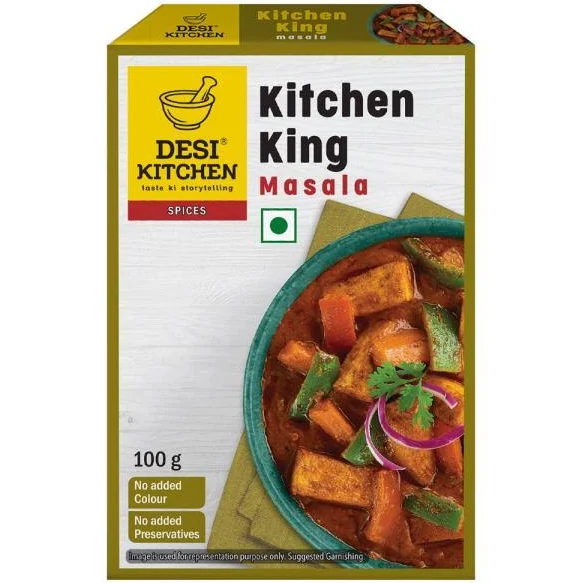 DESI
KITCHEN
Kitchen
King
masala
DESI®
KITCHEN
taste ki storytelling
SPICES
Kitchen
King
Masala
100 g
No added
Colour
No added
Preservatives
Image is used for representation purpose only. Suggested Garnishing.